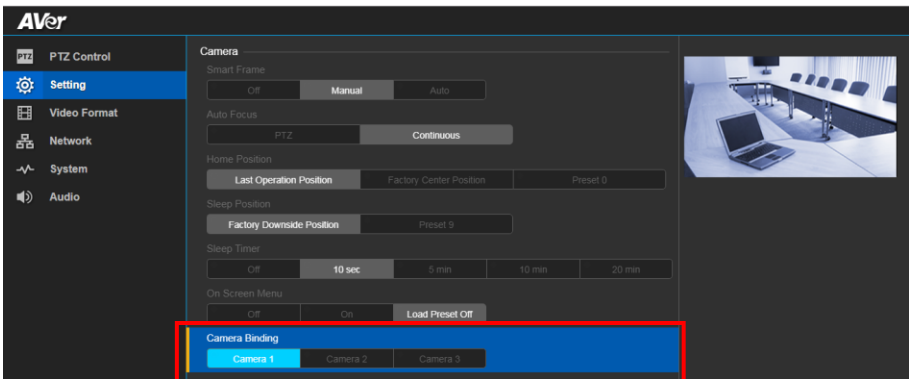 AVer
PTZ PTZ Control
Setting
Video Format
Network
System
Audio
Camera
Smart Frame
Off Manual Auto
Auto Focus
PTZ Continuous
Home Position
Last Operation Position Factory Center Position Preset 0
Sleep Position
Factory Downside Position Preset 9
Sleep Timer
Off 10 sec 5 min 10 min 20 min
On Screen Menu
Off On Load Preset Off
Camera Binding
Camera 1 Camera 2 Camera 3